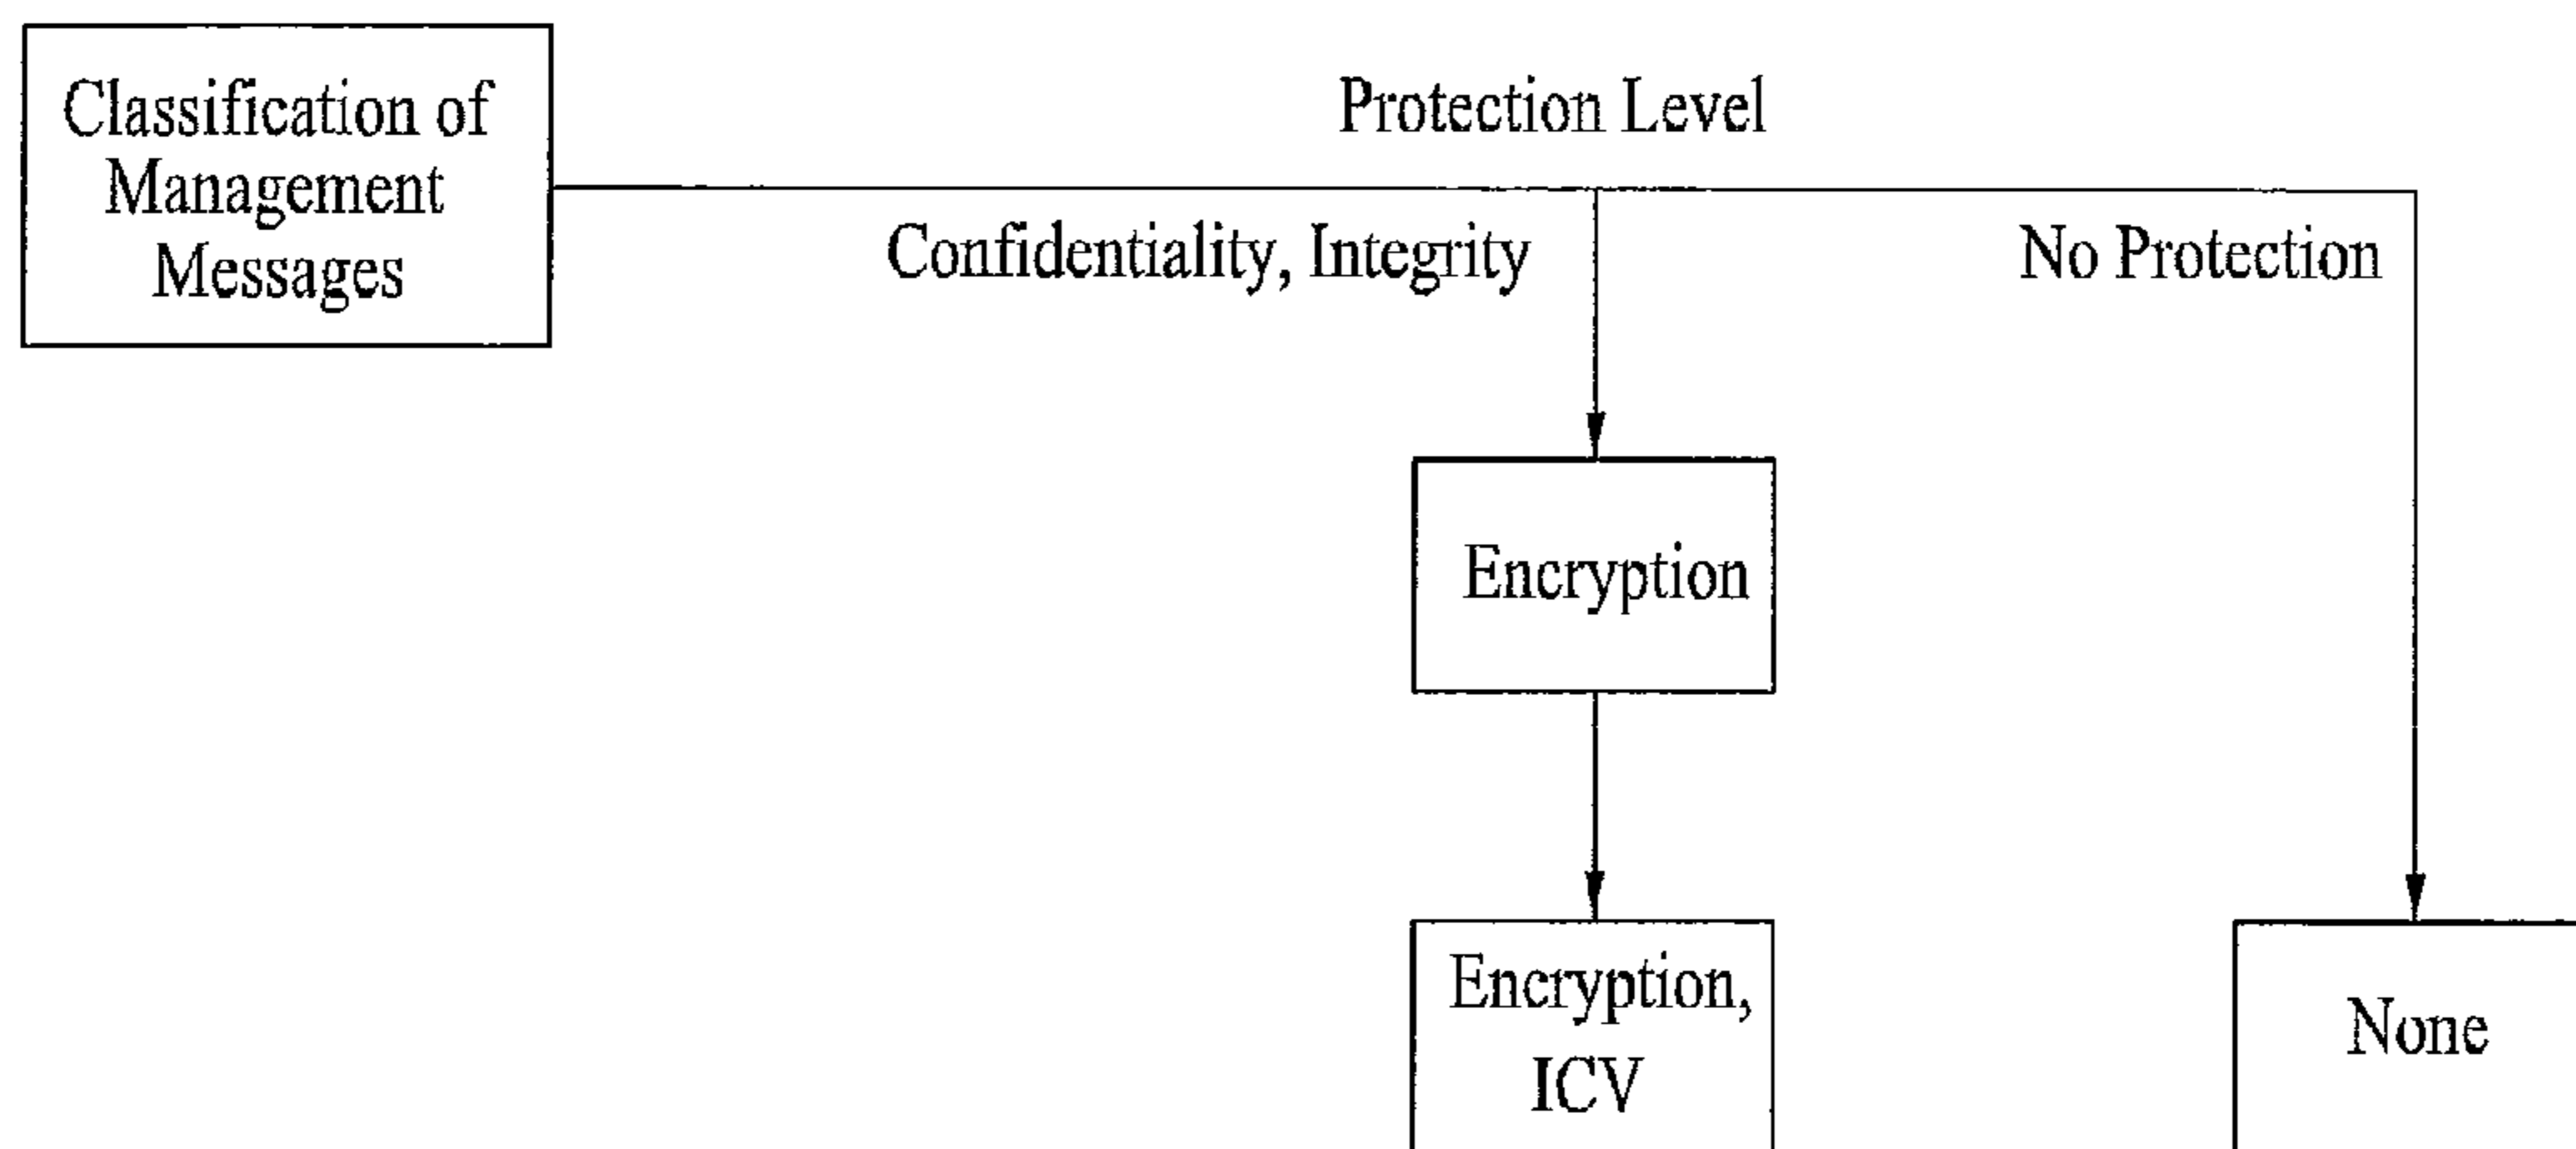 Classification of
Management
Messages
Protection Level
Confidentiality, Integrity
No Protection
Encryption
Encryption,
ICV
None